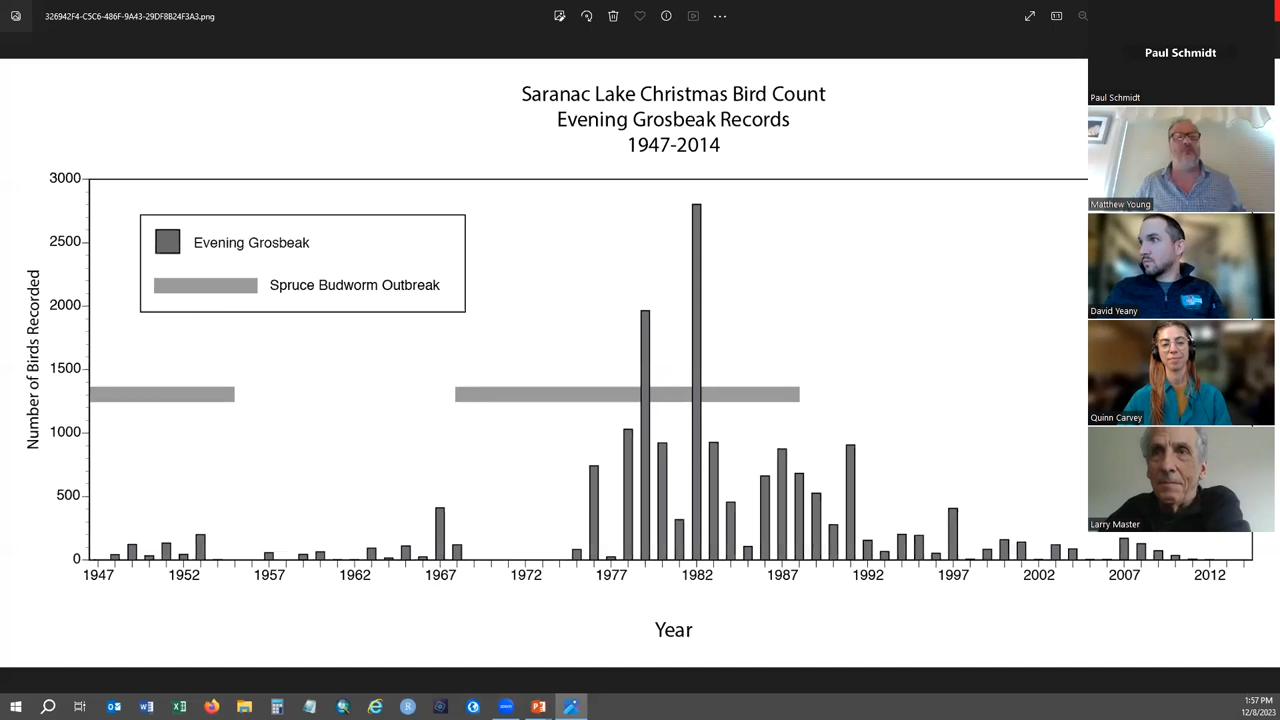 326942F4-C5C6-486F-9A43-29DF8B24F3A3.png
Paul Schmidt
Paul Schmidt
Matthew Young
David Yeany
Quinn Carvey
Larry Master
Saranac Lake Christmas Bird Count
Evening Grosbeak Records
1947-2014
3000
2500
2000
1500
1000
500
0
Number of Birds Recorded
Evening Grosbeak
Spruce Budworm Outbreak
1947 1952 1957 1962 1967 1972 1977 1982 1987 1992 1997 2002 2007 2012
Year
1:57 PM
12/8/2023